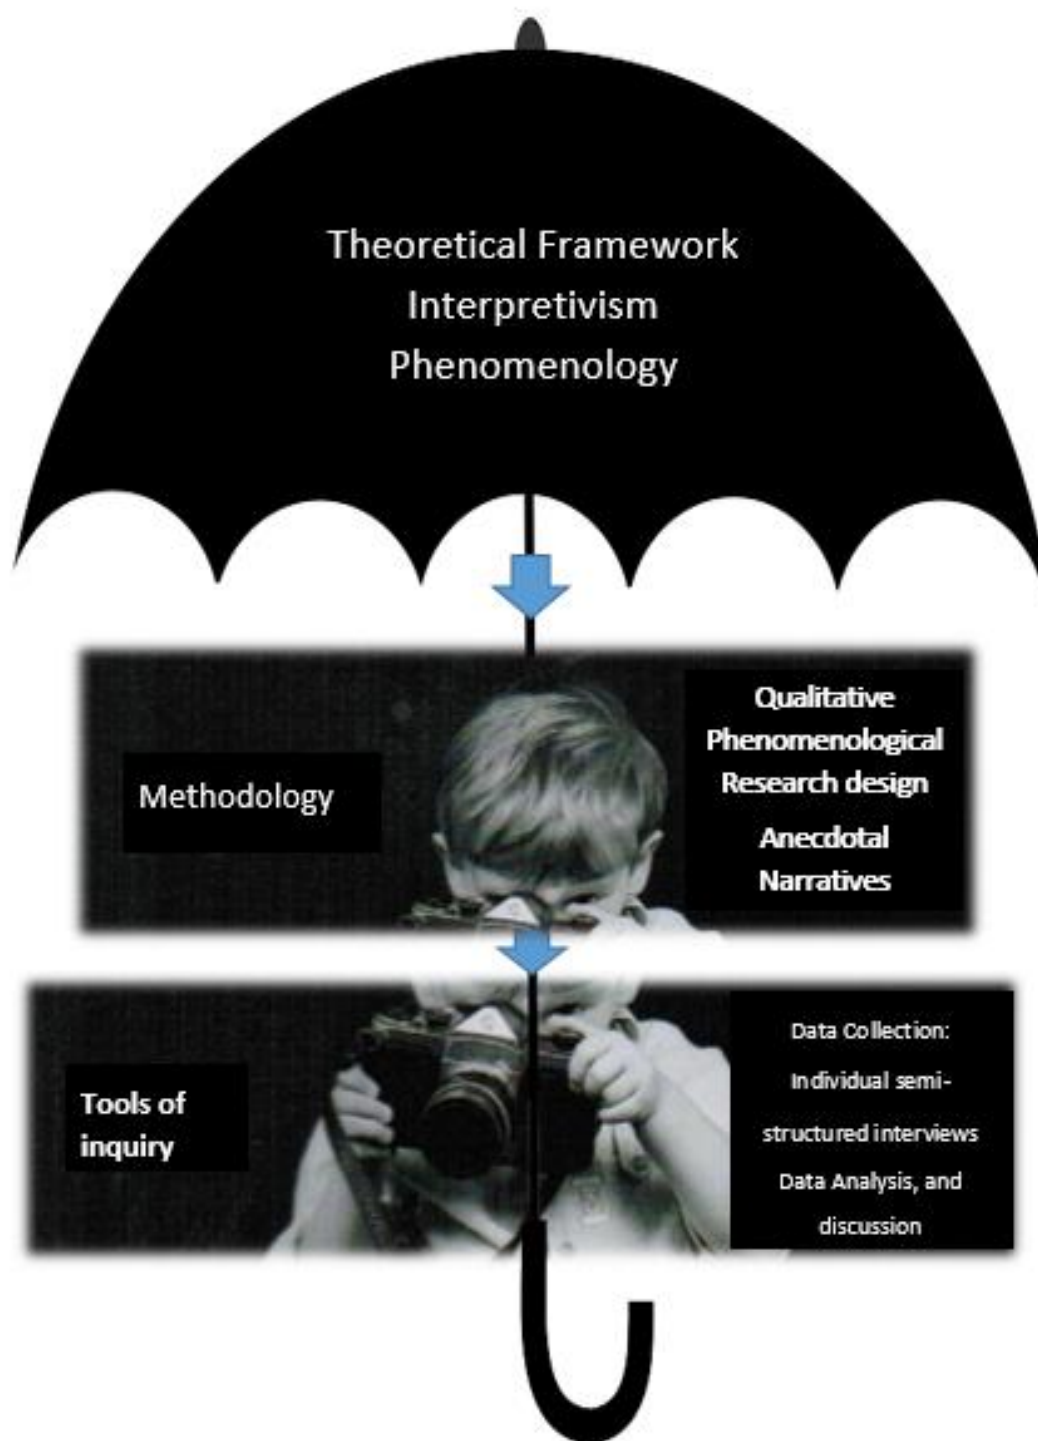 Theoretical Framework
Interpretivism
Phenomenology
Methodology
Qualitative
Phenomenological
Research design
Anecdotal
Narratives
Tools of
inquiry
Data Collection:
Individual semi-
structured interviews
Data Analysis, and
discussion